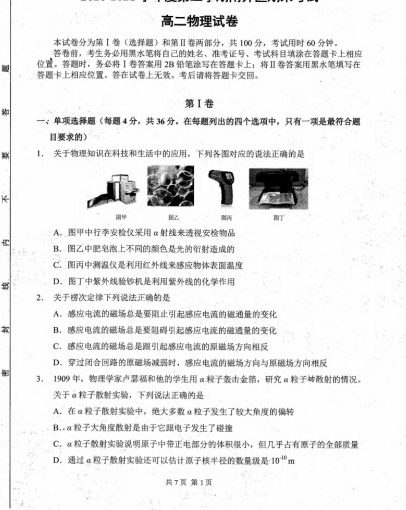 高二物理试卷
本试卷分为第Ⅰ卷（选择题）和第Ⅱ卷两部分，共 100 分，考试用时 60 分钟。
答卷前，考生务必用黑水笔将自己的姓名、准考证号、考试科目填涂在答题卡上相应
位置。答题时，务必将Ⅰ卷答案用 2B 铅笔涂写在答题卡上；将Ⅱ卷答案用黑水笔填写在
答题卡上相应位置。答在试卷上无效。考后请将答题卡交回。
第Ⅰ卷
一、单项选择题（每题 4 分，共 36 分。在每题列出的四个选项中，只有一项是最符合题
目要求的）
1. 关于物理知识在科技和生活中的应用，下列各图对应的说法正确的是
图甲 图乙 图丙 图丁
A．图甲中行李安检仪采用 α 射线来透视安检物品
B．图乙中肥皂泡上不同的颜色是光的衍射造成的
C．图丙中测温仪是利用红外线来感应物体表面温度
D．图丁中紫外线验钞机是利用紫外线的化学作用
2. 关于楞次定律下列说法正确的是
A．感应电流的磁场总是要阻止引起感应电流的磁通量的变化
B．感应电流的磁场总是要阻碍引起感应电流的磁通量的变化
C．感应电流的磁场总是跟引起感应电流的原磁场方向相反
D．穿过闭合回路的原磁场减弱时，感应电流的磁场方向与原磁场方向相反
3. 1909 年，物理学家卢瑟福和他的学生用 α 粒子轰击金箔，研究 α 粒子被散射的情况。
关于 α 粒子散射实验，下列说法正确的是
A．在 α 粒子散射实验中，绝大多数 α 粒子发生了较大角度的偏转
B．α 粒子大角度散射是由于它跟电子发生了碰撞
C．α 粒子散射实验说明原子中带正电部分的体积很小，但几乎占有原子的全部质量
D．通过 α 粒子散射实验还可以估计原子核半径的数量级是 10⁻¹⁰ m
共 7 页 第 1 页
题
答
要
不
内
线
封
密